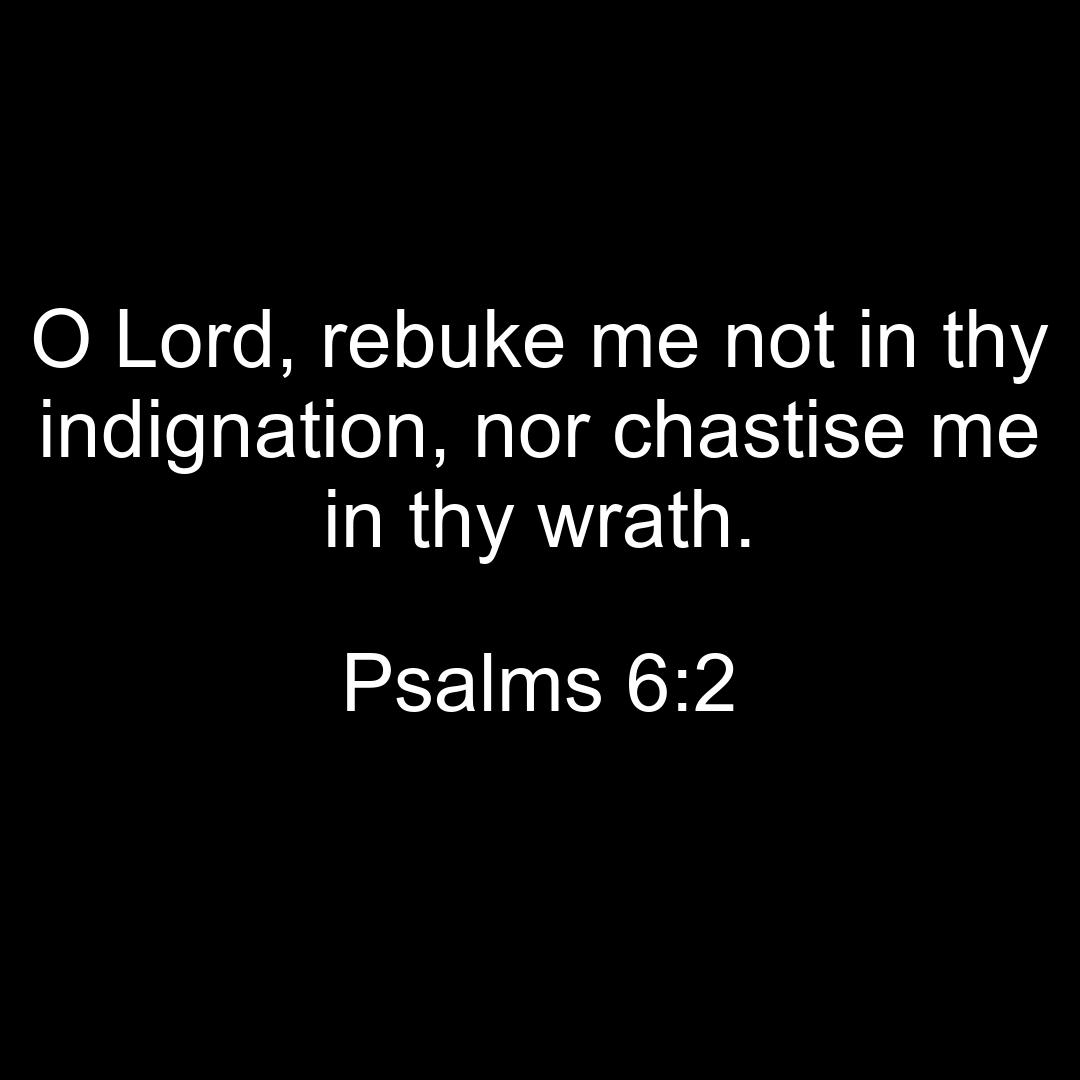 O Lord, rebuke me not in thy
indignation, nor chastise me
in thy wrath.
Psalms 6:2